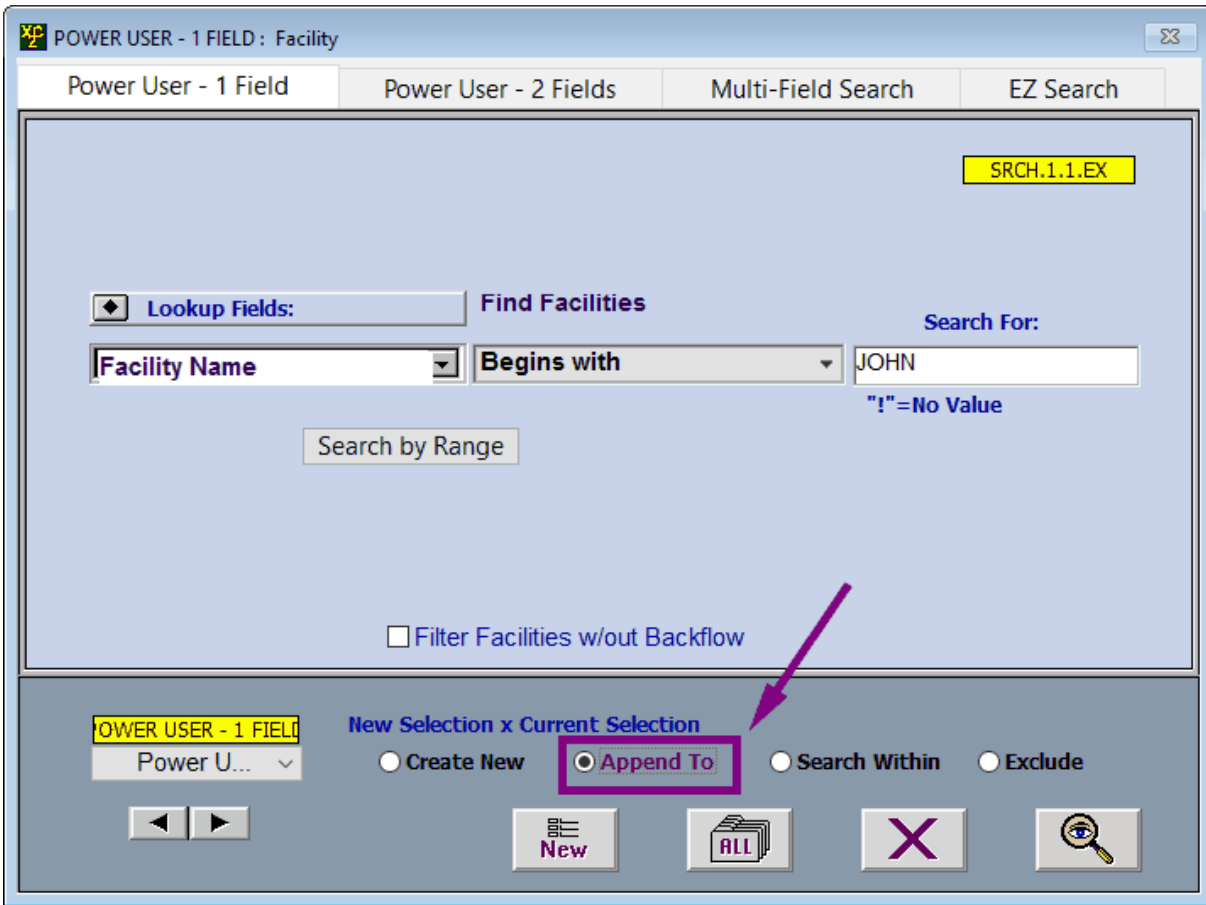 XC2
POWER USER - 1 FIELD : Facility
Power User - 1 Field
Power User - 2 Fields
Multi-Field Search
EZ Search
SRCH.1.1.EX
Lookup Fields:
Find Facilities
Search For:
Facility Name
Begins with
JOHN
"!"=No Value
Search by Range
Filter Facilities w/out Backflow
OWER USER - 1 FIEL
New Selection x Current Selection
Power U...
Create New
Append To
Search Within
Exclude
New
ALL